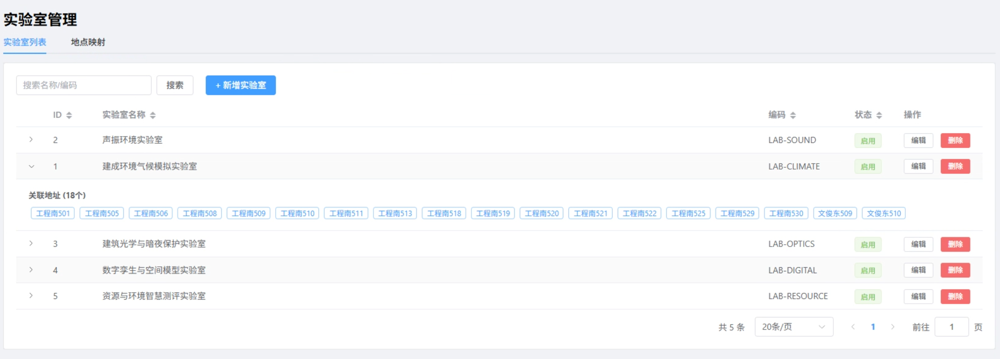 实验室管理
实验室列表 地点映射
搜索名称/编码 搜索 + 新增实验室
ID 实验室名称 编码 状态 操作
2 声振环境实验室 LAB-SOUND 启用 编辑 删除
1 建成环境气候模拟实验室 LAB-CLIMATE 启用 编辑 删除
关联地址 (18个)
工程南501 工程南505 工程南506 工程南508 工程南509 工程南510 工程南511 工程南513 工程南518 工程南519 工程南520 工程南521 工程南522 工程南525 工程南529 工程南530 文俊东509 文俊东510
3 建筑光学与暗夜保护实验室 LAB-OPTICS 启用 编辑 删除
4 数字孪生与空间模型实验室 LAB-DIGITAL 启用 编辑 删除
5 资源与环境智慧测评实验室 LAB-RESOURCE 启用 编辑 删除
共 5 条 20条/页 1 前往 1 页